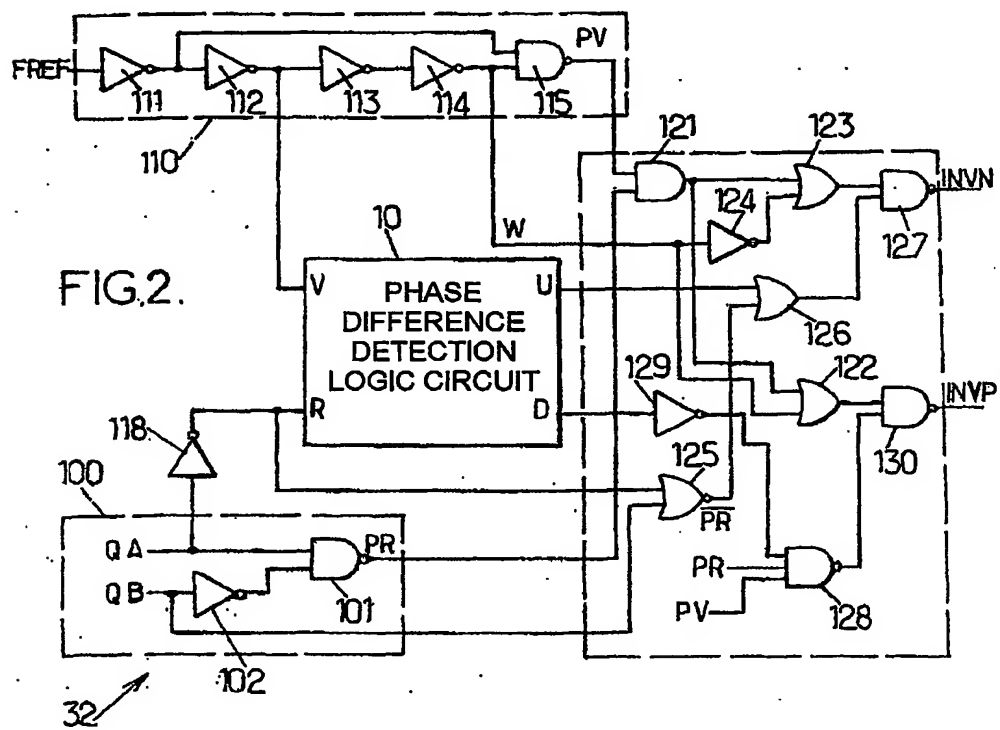 FREF
111
112
113
114
115
PV
110
121
123
124
INVN
127
W
10
FIG.2.
V
PHASE
DIFFERENCE
DETECTION
LOGIC CIRCUIT
U
R
D
126
129
122
INVP
130
118
125
100
QA
PR
PR
QB
101
PR
PV
128
102
32